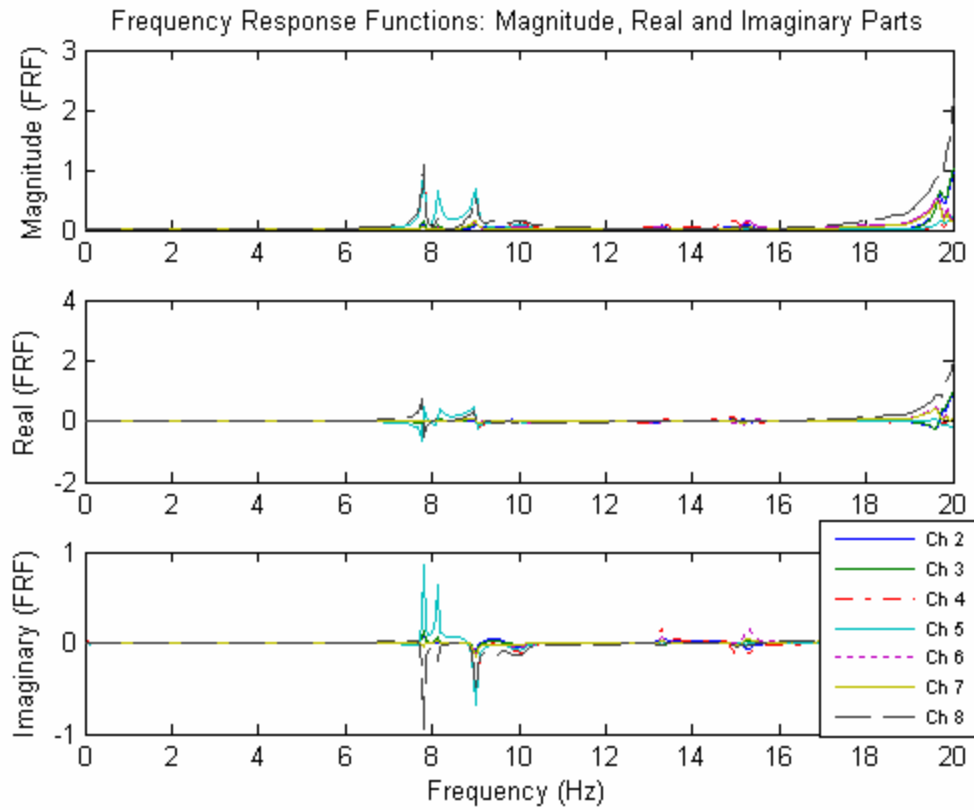 Frequency Response Functions: Magnitude, Real and Imaginary Parts
Magnitude (FRF)
3
2
1
0
0 2 4 6 8 10 12 14 16 18 20
Real (FRF)
4
2
0
-2
0 2 4 6 8 10 12 14 16 18 20
Imaginary (FRF)
1
0
-1
0 2 4 6 8 10 12 14 16 18 20
Frequency (Hz)
Ch 2
Ch 3
Ch 4
Ch 5
Ch 6
Ch 7
Ch 8